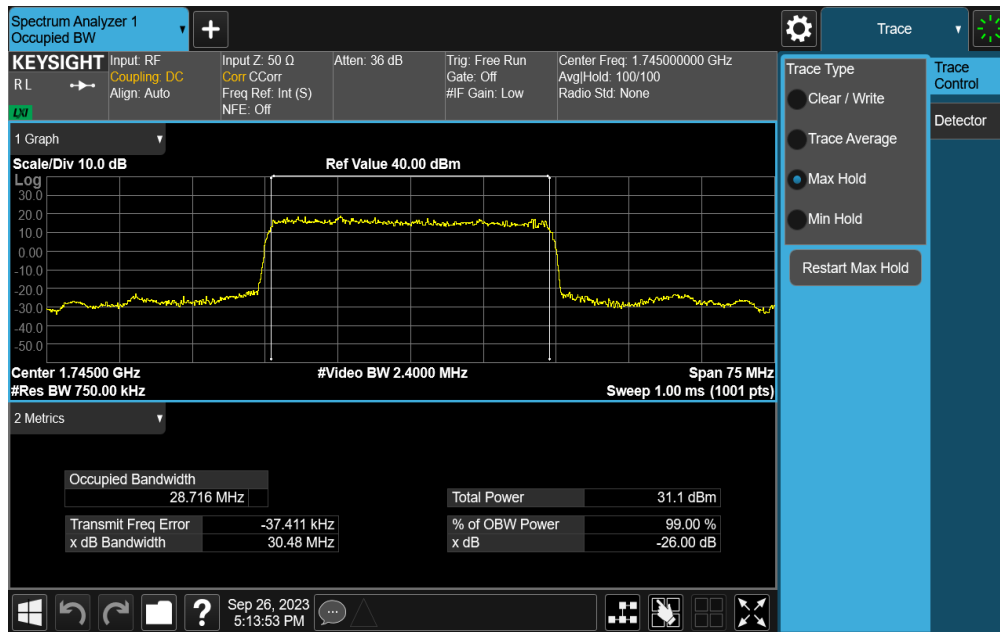 Spectrum Analyzer 1
Occupied BW
Trace
KEYSIGHT
R L
LXI
Input: RF
Coupling: DC
Align: Auto
Input Z: 50 Ω
Corr CCorr
Freq Ref: Int (S)
NFE: Off
Atten: 36 dB
Trig: Free Run
Gate: Off
#IF Gain: Low
Center Freq: 1.745000000 GHz
Avg|Hold: 100/100
Radio Std: None
Trace Type
Clear / Write
Trace Average
Max Hold
Min Hold
Restart Max Hold
Trace
Control
Detector
1 Graph
Scale/Div 10.0 dB
Ref Value 40.00 dBm
Log
30.0
20.0
10.0
0.00
-10.0
-20.0
-30.0
-40.0
-50.0
Center 1.74500 GHz
#Video BW 2.4000 MHz
Span 75 MHz
#Res BW 750.00 kHz
Sweep 1.00 ms (1001 pts)
2 Metrics
Occupied Bandwidth
28.716 MHz
Total Power 31.1 dBm
Transmit Freq Error -37.411 kHz
% of OBW Power 99.00 %
x dB Bandwidth 30.48 MHz
x dB -26.00 dB
Sep 26, 2023
5:13:53 PM